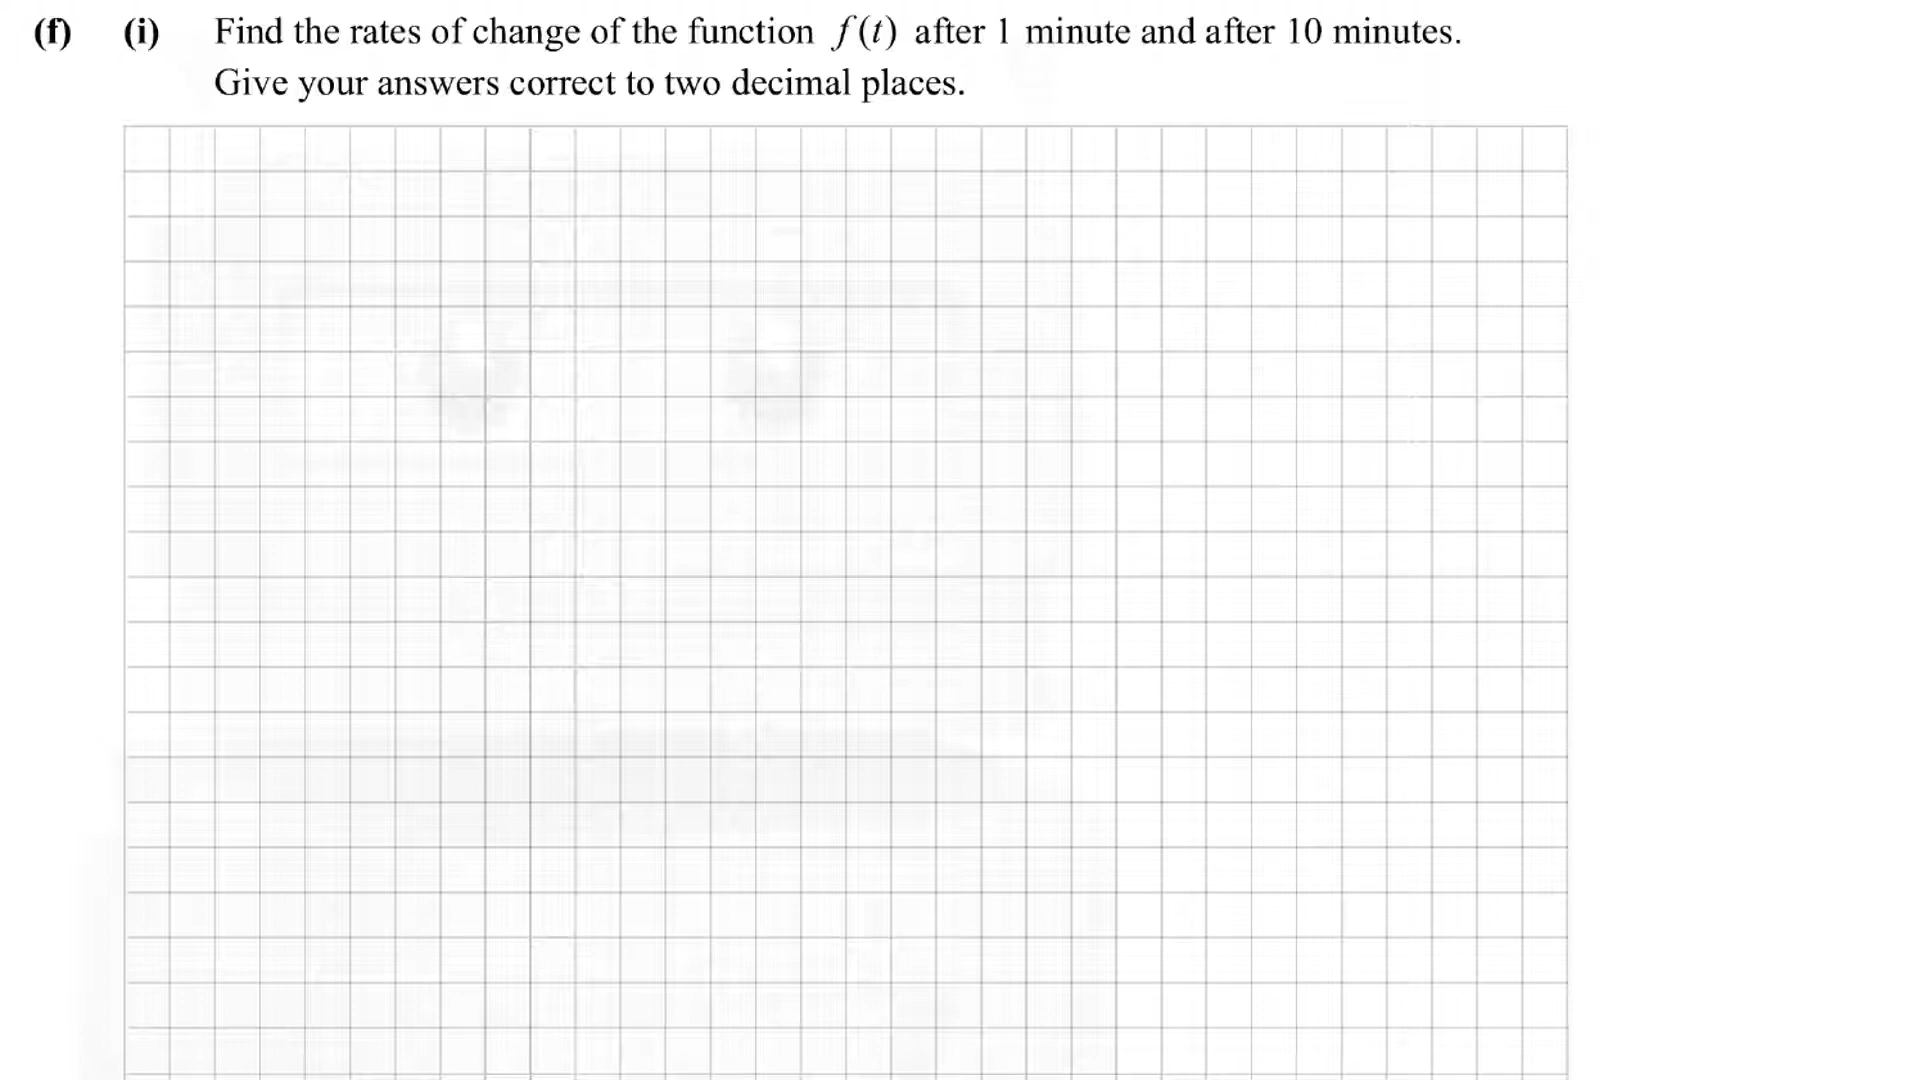 (f) (i) Find the rates of change of the function f(t) after 1 minute and after 10 minutes.
Give your answers correct to two decimal places.